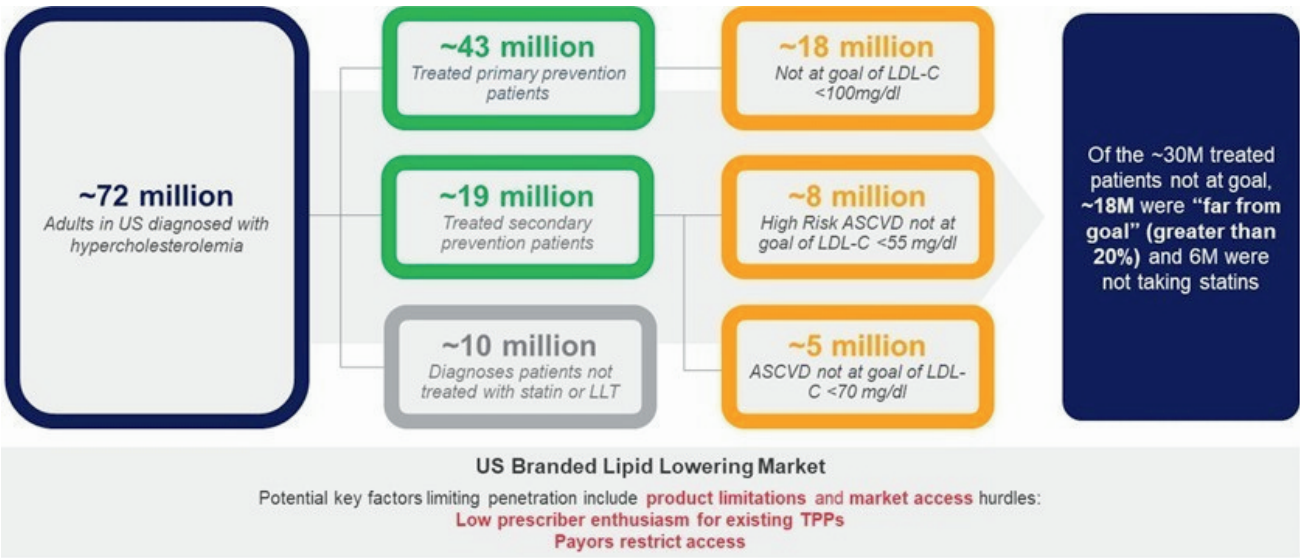 ~72 million
Adults in US diagnosed with
hypercholesterolemia
~43 million
Treated primary prevention
patients
~19 million
Treated secondary
prevention patients
~10 million
Diagnoses patients not
treated with statin or LLT
~18 million
Not at goal of LDL-C
<100mg/dl
~8 million
High Risk ASCVD not at
goal of LDL-C <55 mg/dl
~5 million
ASCVD not at goal of LDL-
C <70 mg/dl
Of the ~30M treated
patients not at goal,
~18M were “far from
goal” (greater than
20%) and 6M were
not taking statins
US Branded Lipid Lowering Market
Potential key factors limiting penetration include product limitations and market access hurdles:
Low prescriber enthusiasm for existing TPPs
Payors restrict access